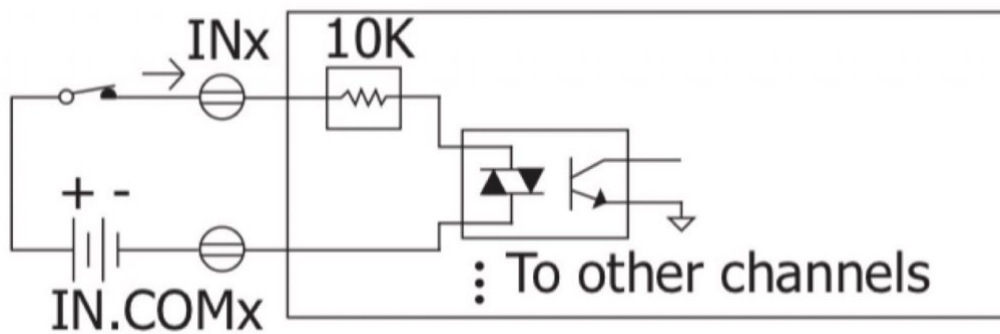 INx
10K
+ -
IN.COMx
To other channels